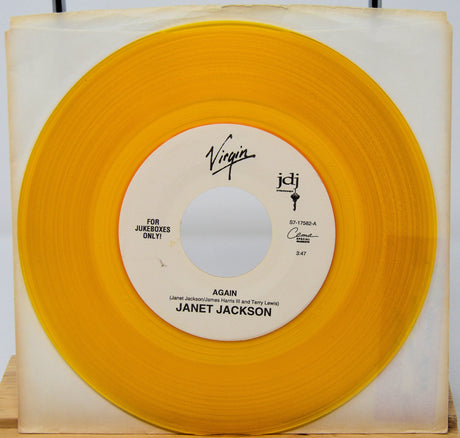 Virgin
jdj
S7-17582-A
FOR
JUKEBOXES
ONLY!
Cema
SPECIAL
3:47
AGAIN
(Janet Jackson/James Harris III and Terry Lewis)
JANET JACKSON